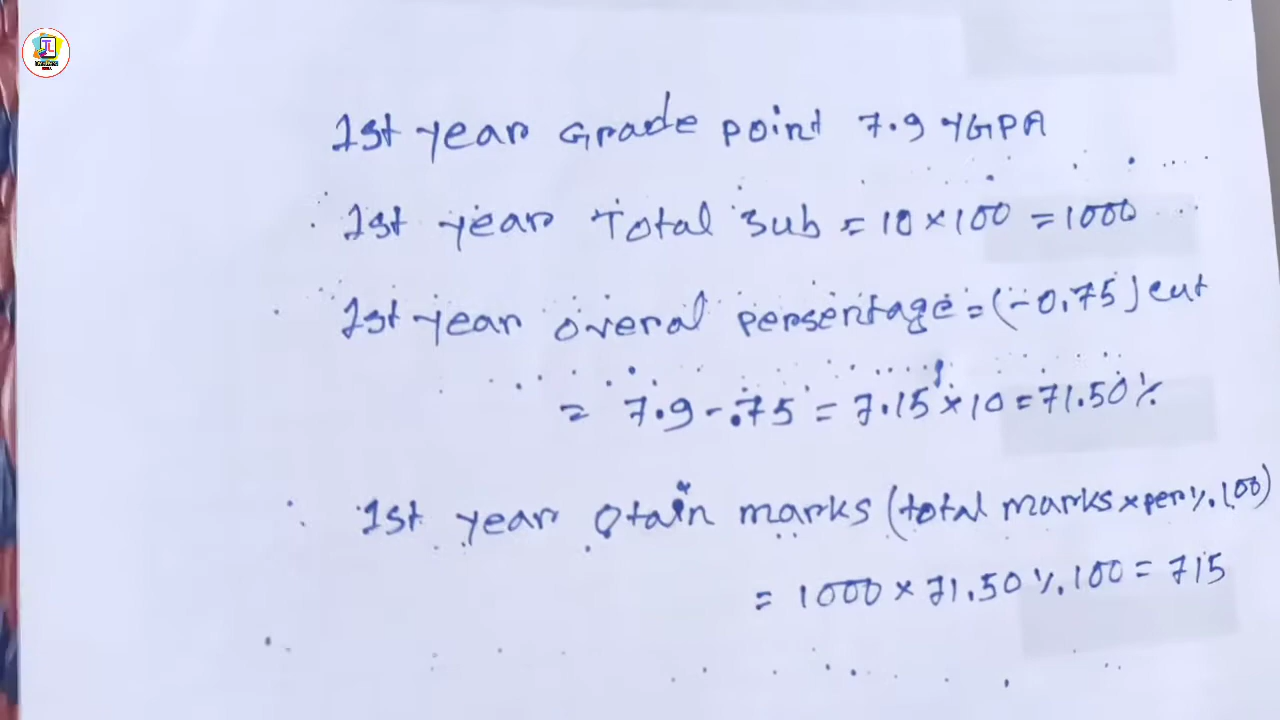 1st year Grade point 7.9 YGPA
1st year Total Sub = 10 × 100 = 1000
1st year overal persentage = (-0.75) cut
= 7.9 - .75 = 7.15 × 10 = 71.50%
1st year Otain marks (total marks × per%. 100)
= 1000 × 71.50 %. 100 = 715